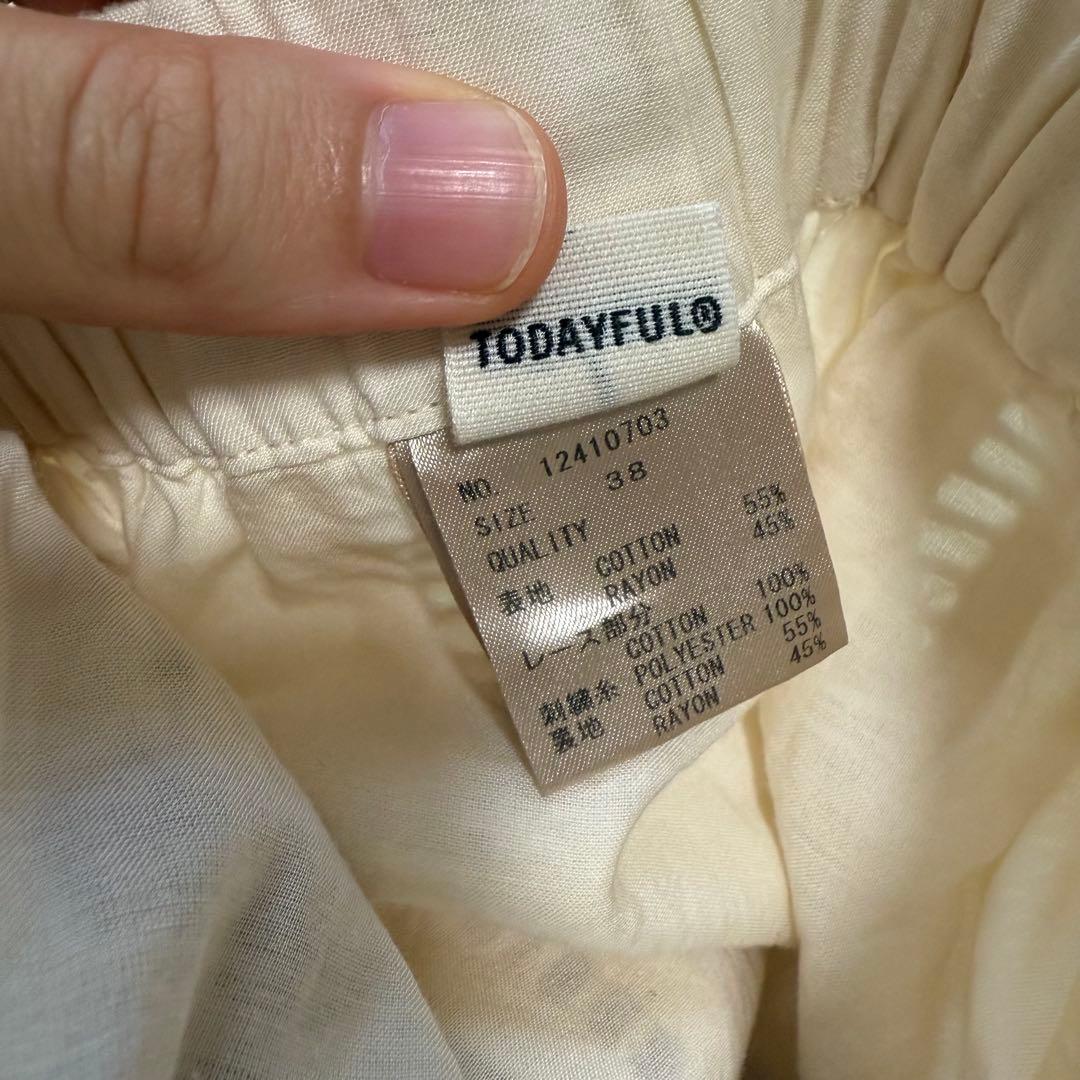 TODAYFUL®
NO. 12410703
SIZE 38
QUALITY
表地 COTTON 55%
RAYON 45%
レース部分
COTTON 100%
刺繍糸 POLYESTER 100%
裏地 COTTON 55%
RAYON 45%